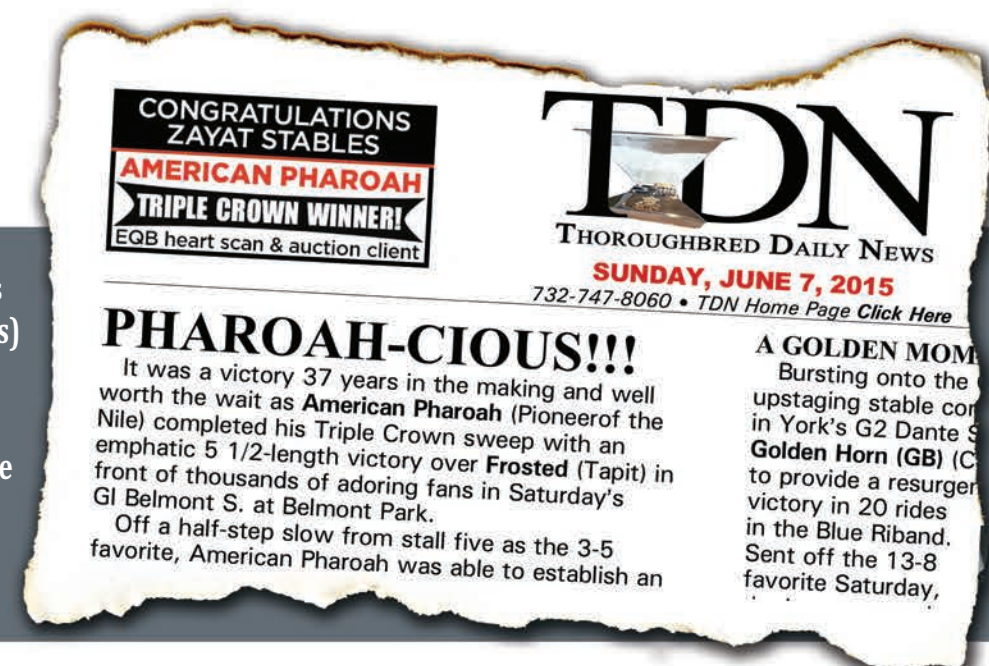 s
s)
e
CONGRATULATIONS
ZAYAT STABLES
AMERICAN PHAROAH
TRIPLE CROWN WINNER!
EQB heart scan & auction client
TDN
THOROUGHBRED DAILY NEWS
SUNDAY, JUNE 7, 2015
732-747-8060 • TDN Home Page Click Here
PHAROAH-CIOUS!!!
It was a victory 37 years in the making and well
worth the wait as American Pharoah (Pioneerof the
Nile) completed his Triple Crown sweep with an
emphatic 5 1/2-length victory over Frosted (Tapit) in
front of thousands of adoring fans in Saturday's
GI Belmont S. at Belmont Park.
Off a half-step slow from stall five as the 3-5
favorite, American Pharoah was able to establish an
A GOLDEN MOM
Bursting onto the
upstaging stable cor
in York's G2 Dante S
Golden Horn (GB) (C
to provide a resurger
victory in 20 rides
in the Blue Riband.
Sent off the 13-8
favorite Saturday,